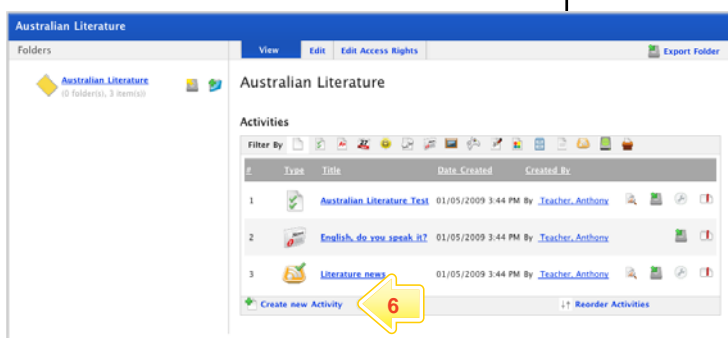 Australian Literature
Folders
View Edit Edit Access Rights Export Folder
Australian Literature
(0 folder(s), 3 item(s))
Australian Literature
Activities
Filter By
# Type Title Date Created Created By
1 Australian Literature Test 01/05/2009 3:44 PM By Teacher, Anthony
2 English, do you speak it? 01/05/2009 3:44 PM By Teacher, Anthony
3 Literature news 01/05/2009 3:44 PM By Teacher, Anthony
Create new Activity 6 Reorder Activities